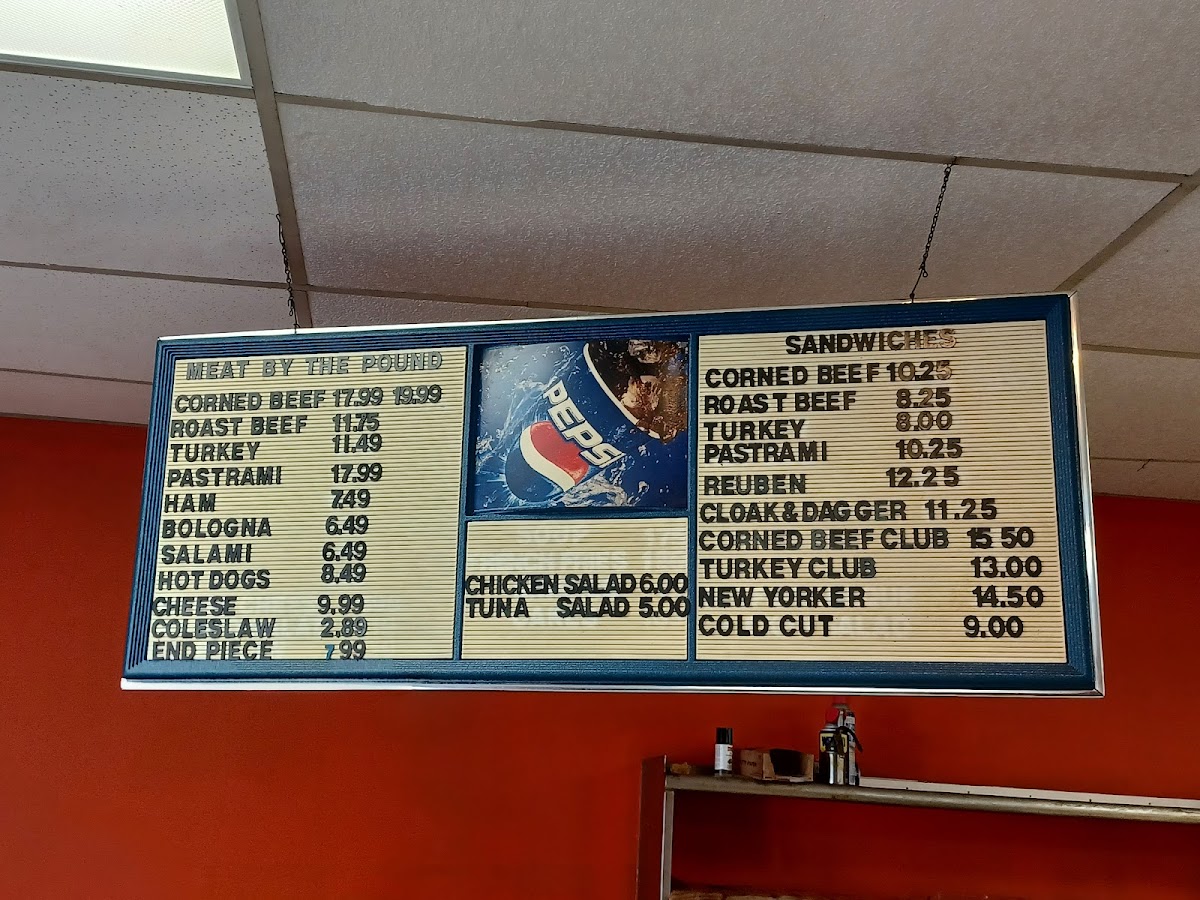 MEAT BY THE POUND
CORNED BEEF 17.99 19.99
ROAST BEEF 11.75
TURKEY 11.49
PASTRAMI 17.99
HAM 7.49
BOLOGNA 6.49
SALAMI 6.49
HOT DOGS 8.49
CHEESE 9.99
COLESLAW 2.89
END PIECE 7 99
PEPSI
CHICKEN SALAD 6.00
TUNA SALAD 5.00
SANDWICHES
CORNED BEEF 10.25
ROAST BEEF 8.25
TURKEY 8.00
PASTRAMI 10.25
REUBEN 12.25
CLOAK & DAGGER 11.25
CORNED BEEF CLUB 15 50
TURKEY CLUB 13.00
NEW YORKER 14.50
COLD CUT 9.00